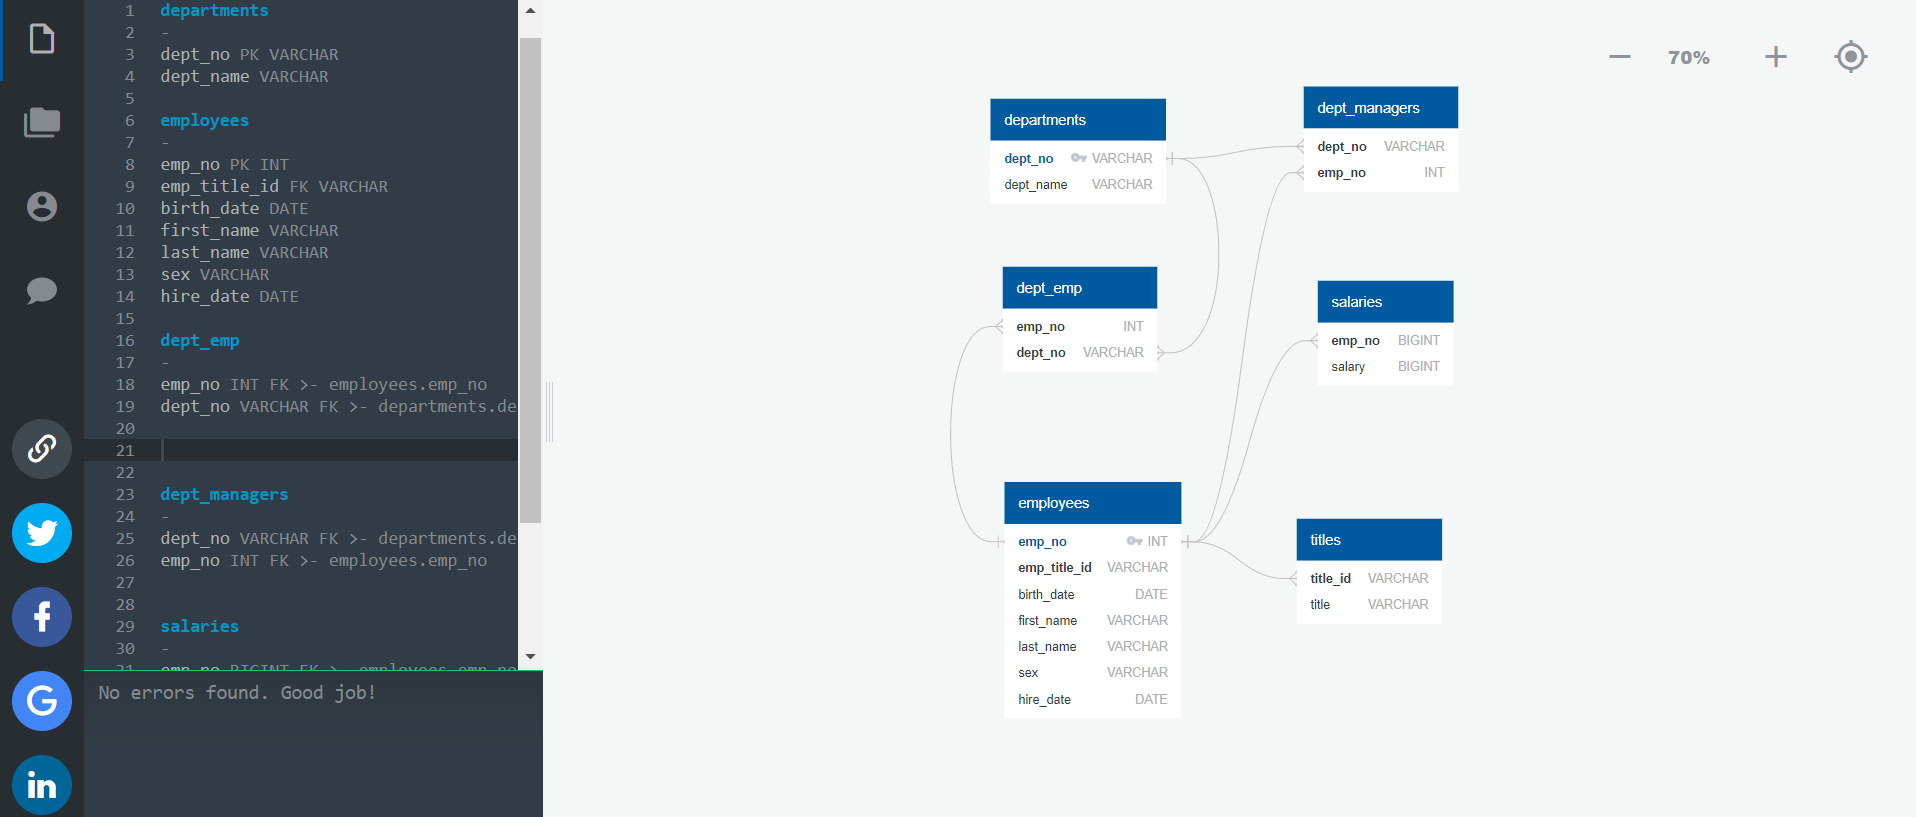 1 departments
2 -
3 dept_no PK VARCHAR
4 dept_name VARCHAR
5
6 employees
7 -
8 emp_no PK INT
9 emp_title_id FK VARCHAR
10 birth_date DATE
11 first_name VARCHAR
12 last_name VARCHAR
13 sex VARCHAR
14 hire_date DATE
15
16 dept_emp
17 -
18 emp_no INT FK >- employees.emp_no
19 dept_no VARCHAR FK >- departments.de
20
21
22
23 dept_managers
24 -
25 dept_no VARCHAR FK >- departments.de
26 emp_no INT FK >- employees.emp_no
27
28
29 salaries
30 -
31 emp_no BIGINT FK >- employees.emp_no
No errors found. Good job!
70%
departments
dept_no VARCHAR
dept_name VARCHAR
dept_managers
dept_no VARCHAR
emp_no INT
dept_emp
emp_no INT
dept_no VARCHAR
salaries
emp_no BIGINT
salary BIGINT
employees
emp_no INT
emp_title_id VARCHAR
birth_date DATE
first_name VARCHAR
last_name VARCHAR
sex VARCHAR
hire_date DATE
titles
title_id VARCHAR
title VARCHAR